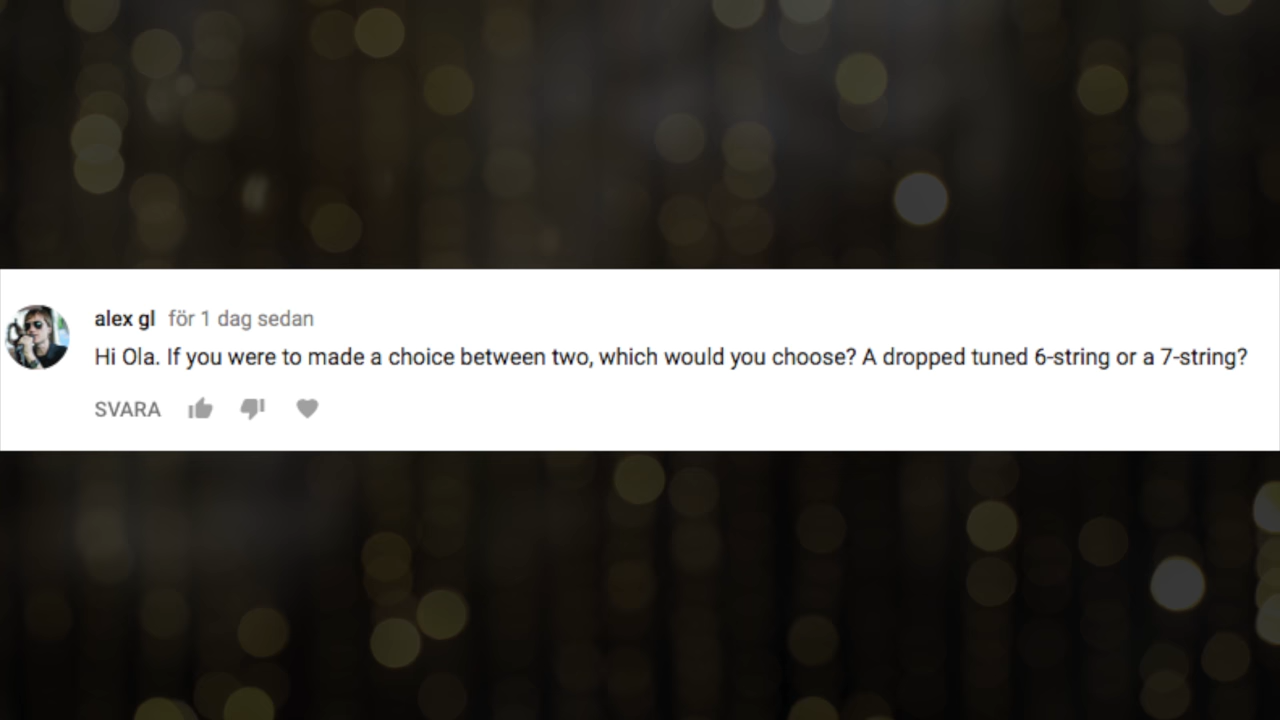 alex gl för 1 dag sedan
Hi Ola. If you were to made a choice between two, which would you choose? A dropped tuned 6-string or a 7-string?
SVARA